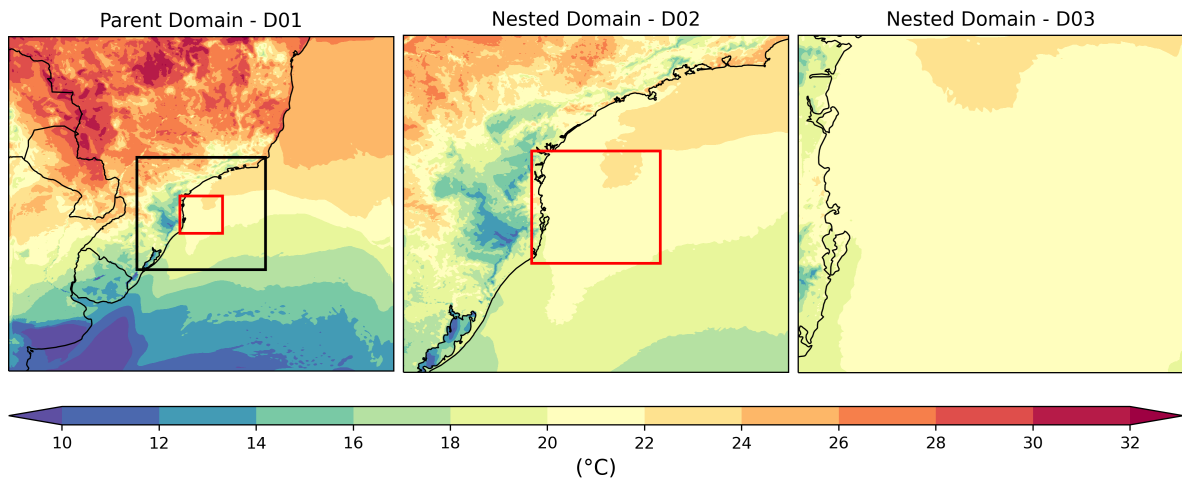 Parent Domain - D01
Nested Domain - D02
Nested Domain - D03
10 12 14 16 18 20 22 24 26 28 30 32
(°C)